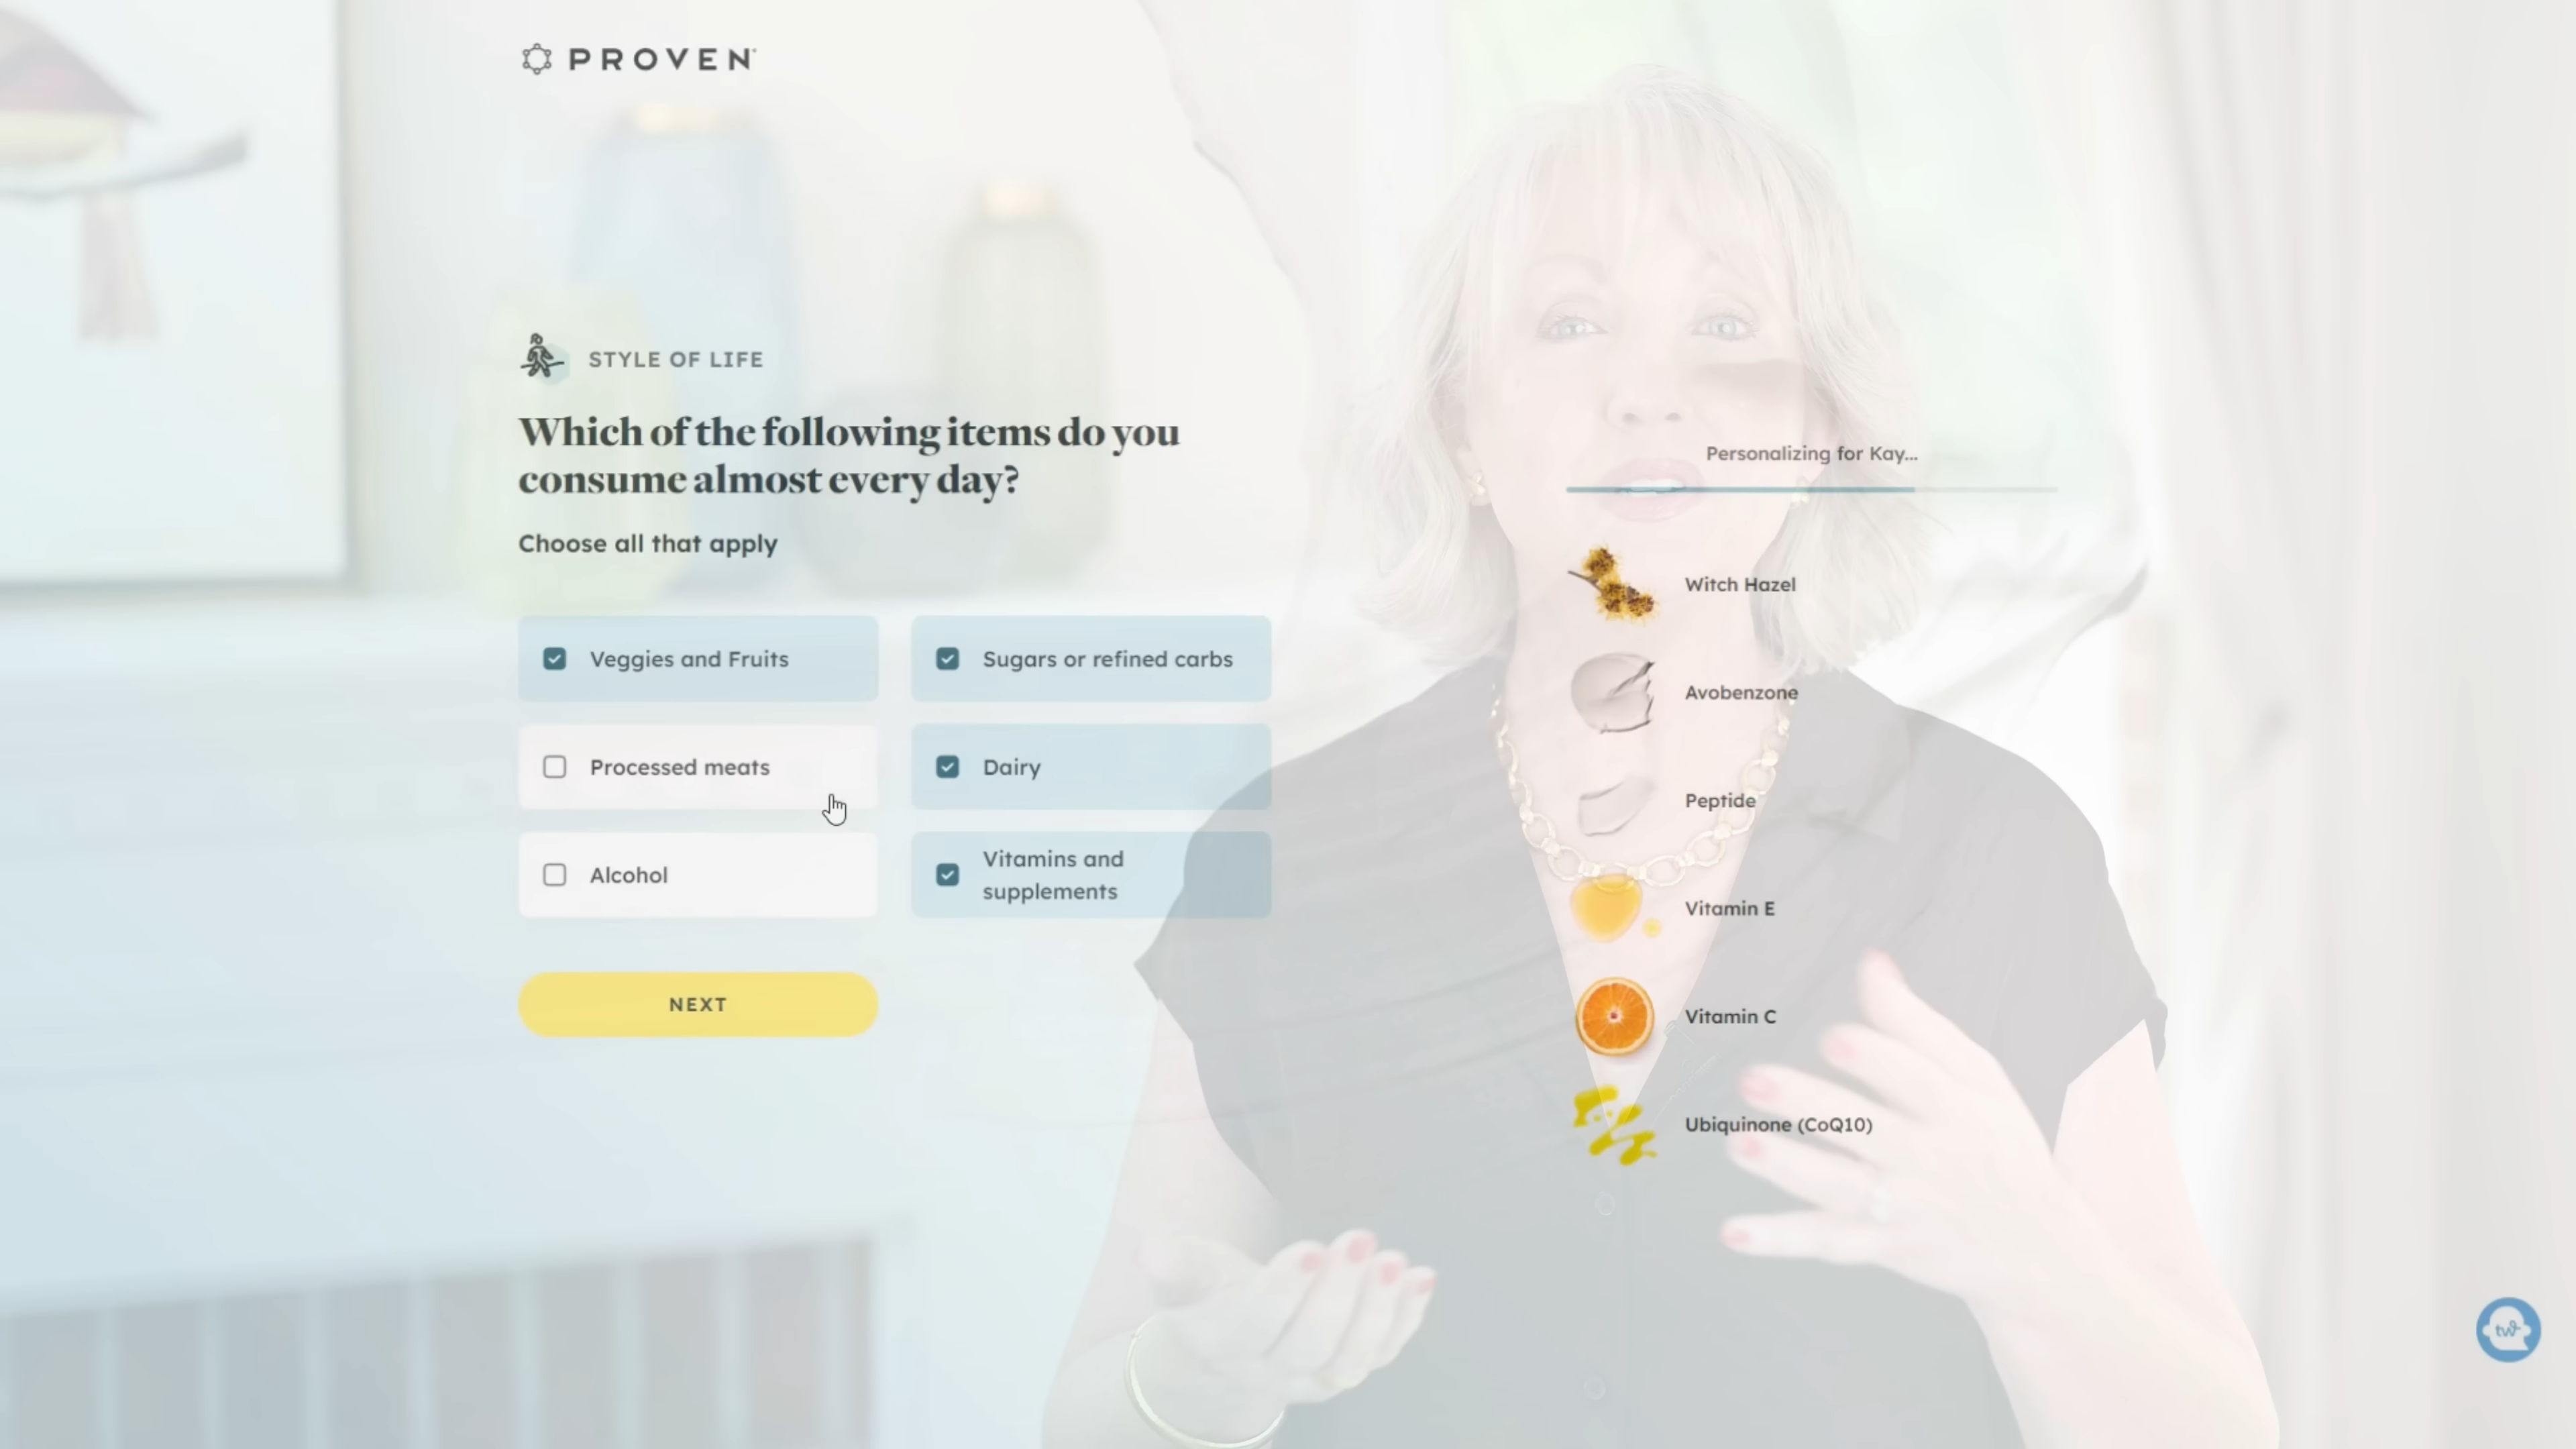 PROVEN
STYLE OF LIFE
Which of the following items do you
consume almost every day?
Choose all that apply
Veggies and Fruits
Sugars or refined carbs
Processed meats
Dairy
Alcohol
Vitamins and
supplements
NEXT
Personalizing for Kay...
Witch Hazel
Avobenzone
Peptide
Vitamin E
Vitamin C
Ubiquinone (CoQ10)
tw